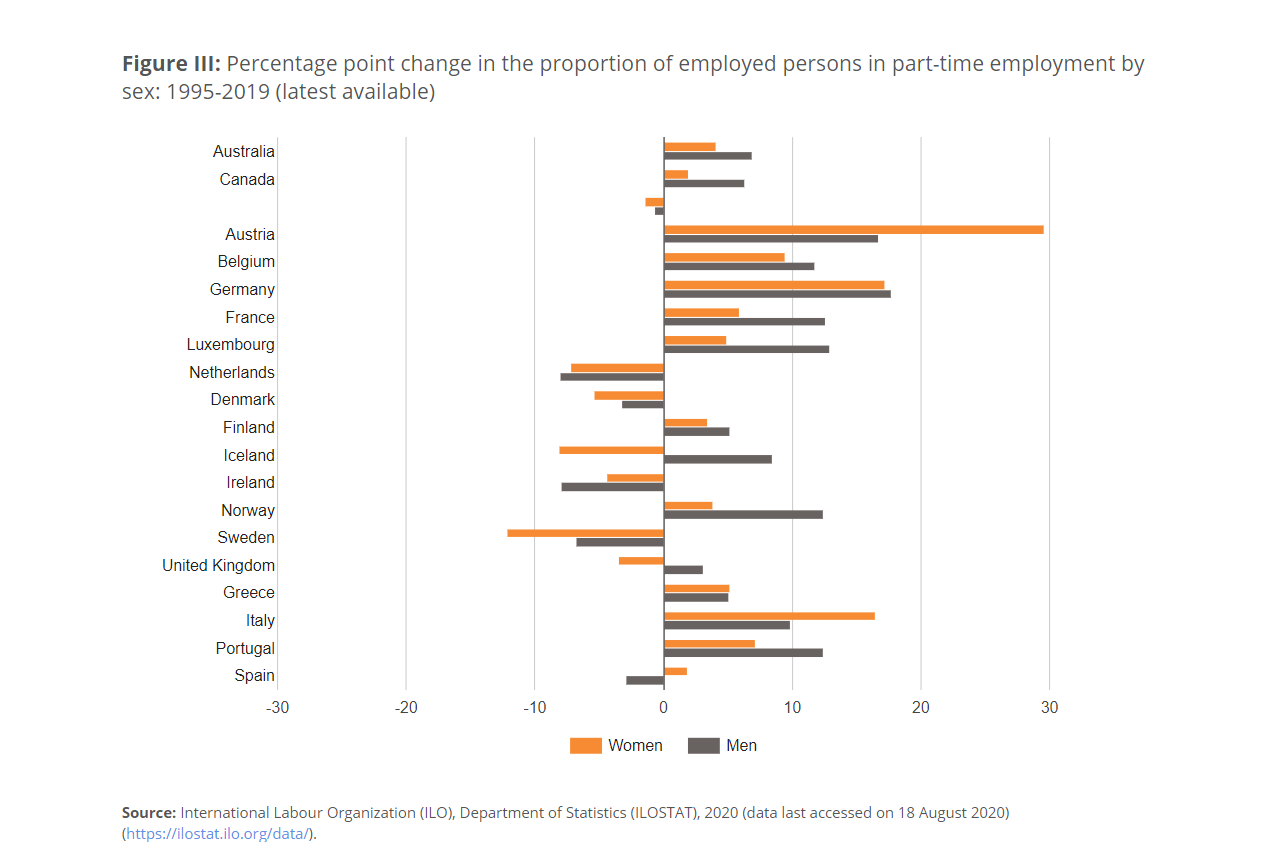 Figure III: Percentage point change in the proportion of employed persons in part-time employment by
sex: 1995-2019 (latest available)
Australia
Canada
Austria
Belgium
Germany
France
Luxembourg
Netherlands
Denmark
Finland
Iceland
Ireland
Norway
Sweden
United Kingdom
Greece
Italy
Portugal
Spain
-30 -20 -10 0 10 20 30
Women Men
Source: International Labour Organization (ILO), Department of Statistics (ILOSTAT), 2020 (data last accessed on 18 August 2020)
(https://ilostat.ilo.org/data/).